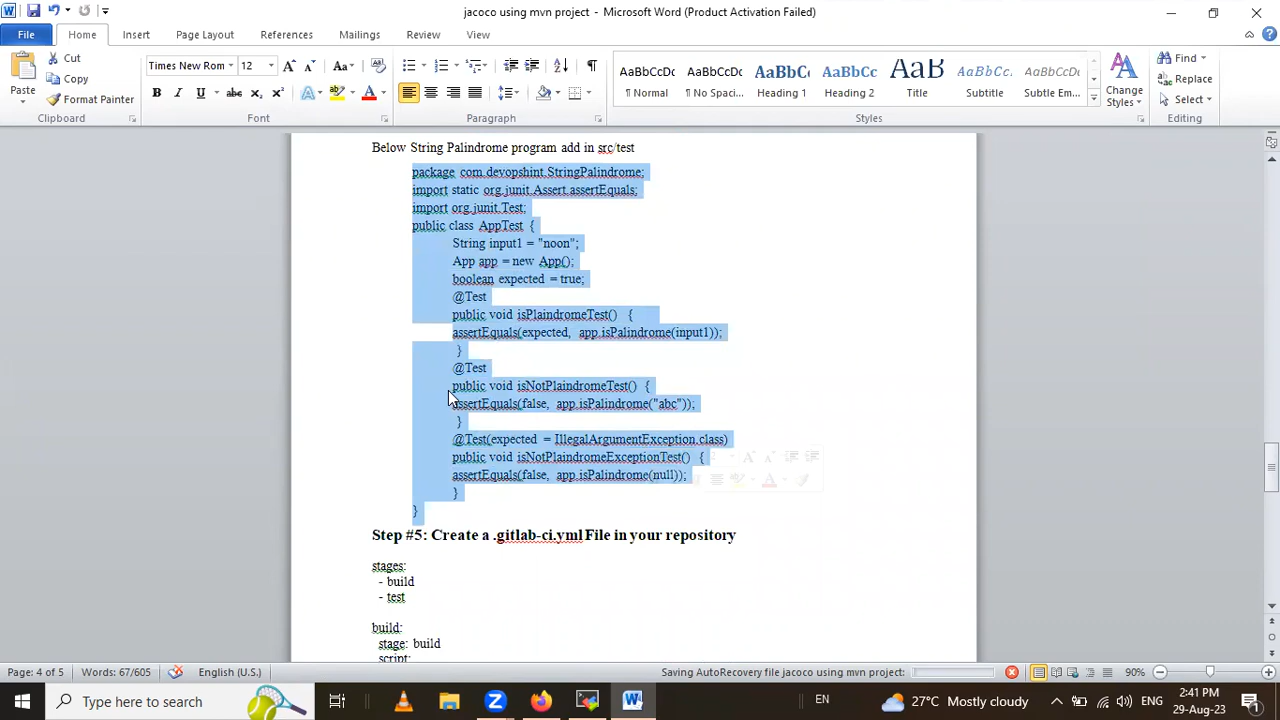 jacoco using mvn project - Microsoft Word (Product Activation Failed)
File Home Insert Page Layout References Mailings Review View
Paste
Cut
Copy
Format Painter
Clipboard
Times New Rom 12
Font
Paragraph
AaBbCcDc AaBbCcDc AaBbC AaBbCc AaB AaBbCcL AaBbCcDc
¶ Normal ¶ No Spaci... Heading 1 Heading 2 Title Subtitle Subtle Em...
Styles
Change Styles
Find
Replace
Select
Editing
Below String Palindrome program add in src/test
package com.devopshint.StringPalindrome;
import static org.junit.Assert.assertEquals;
import org.junit.Test;
public class AppTest {
String input1 = "noon";
App app = new App();
boolean expected = true;
@Test
public void isPlaindromeTest() {
assertEquals(expected, app.isPalindrome(input1));
}
@Test
public void isNotPlaindromeTest() {
assertEquals(false, app.isPalindrome("abc"));
}
@Test(expected = IllegalArgumentException.class)
public void isNotPlaindromeExceptionTest() {
assertEquals(false, app.isPalindrome(null));
}
}
Step #5: Create a .gitlab-ci.yml File in your repository
stages:
- build
- test
build:
stage: build
script:
Page: 4 of 5 Words: 67/605 English (U.S.) Saving AutoRecovery file jacoco using mvn project: 90%
Type here to search
EN
27°C Mostly cloudy
ENG
2:41 PM
29-Aug-23